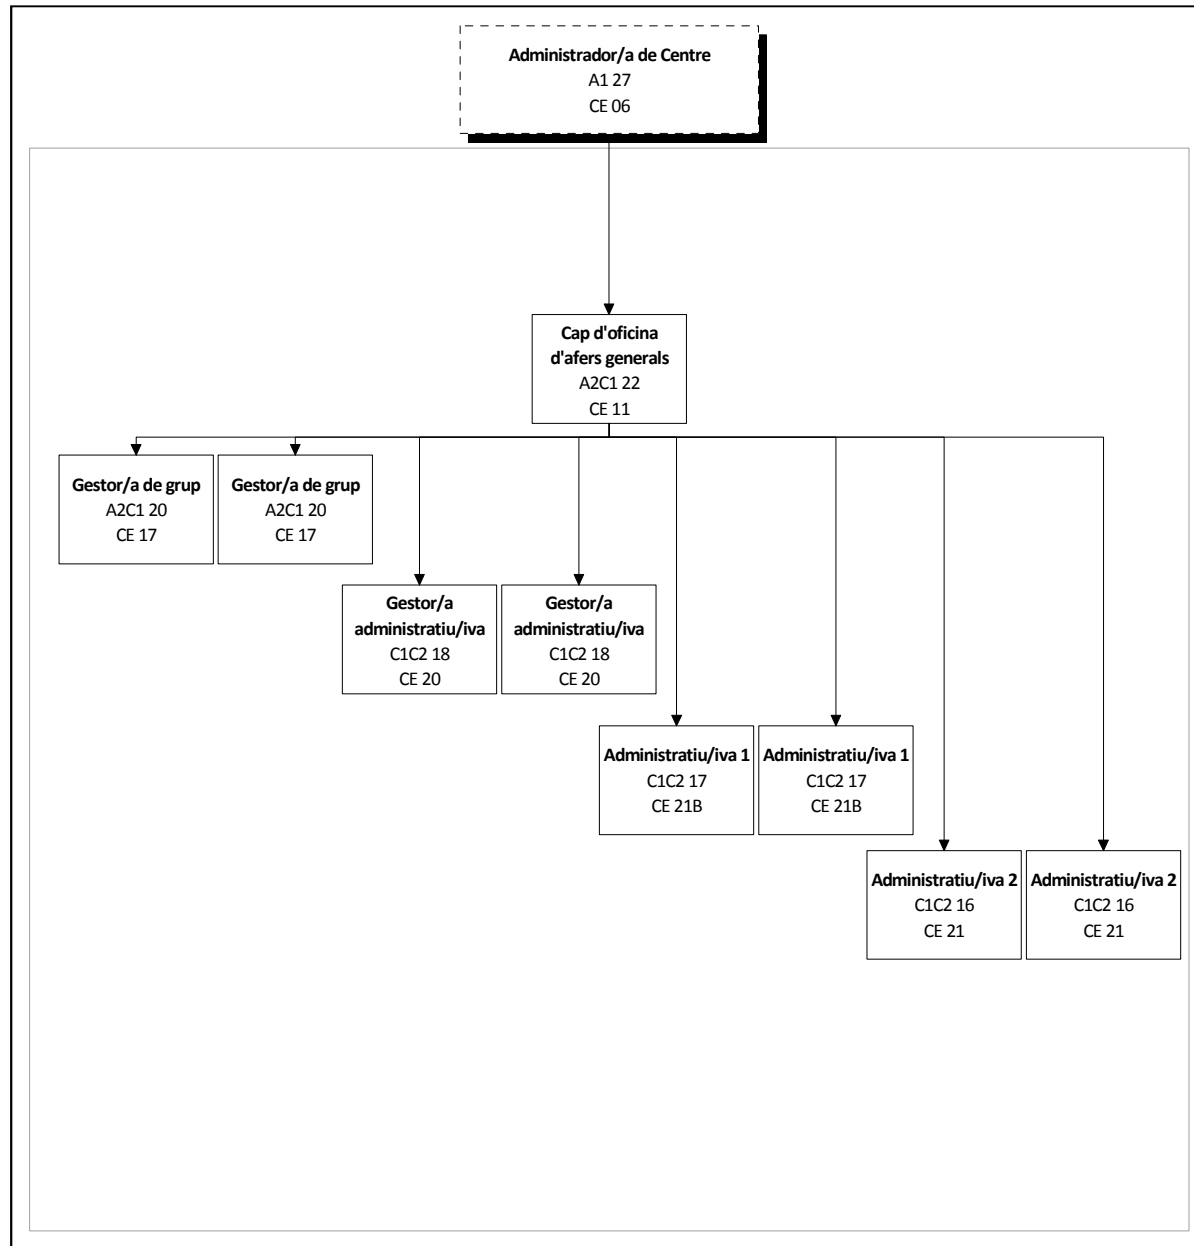 Administrador/a de Centre
A1 27
CE 06
Cap d'oficina
d'afers generals
A2C1 22
CE 11
Gestor/a de grup
A2C1 20
CE 17
Gestor/a de grup
A2C1 20
CE 17
Gestor/a
administratiu/iva
C1C2 18
CE 20
Gestor/a
administratiu/iva
C1C2 18
CE 20
Administratiu/iva 1
C1C2 17
CE 21B
Administratiu/iva 1
C1C2 17
CE 21B
Administratiu/iva 2
C1C2 16
CE 21
Administratiu/iva 2
C1C2 16
CE 21